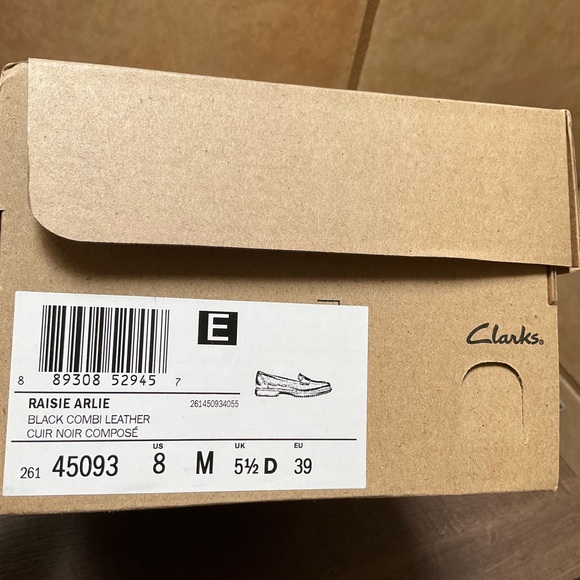 Clarks®
E
8 89308 52945 7
RAISIE ARLIE 261450934055
BLACK COMBI LEATHER
CUIR NOIR COMPOSÉ
US UK EU
261 45093 8 M 5½ D 39